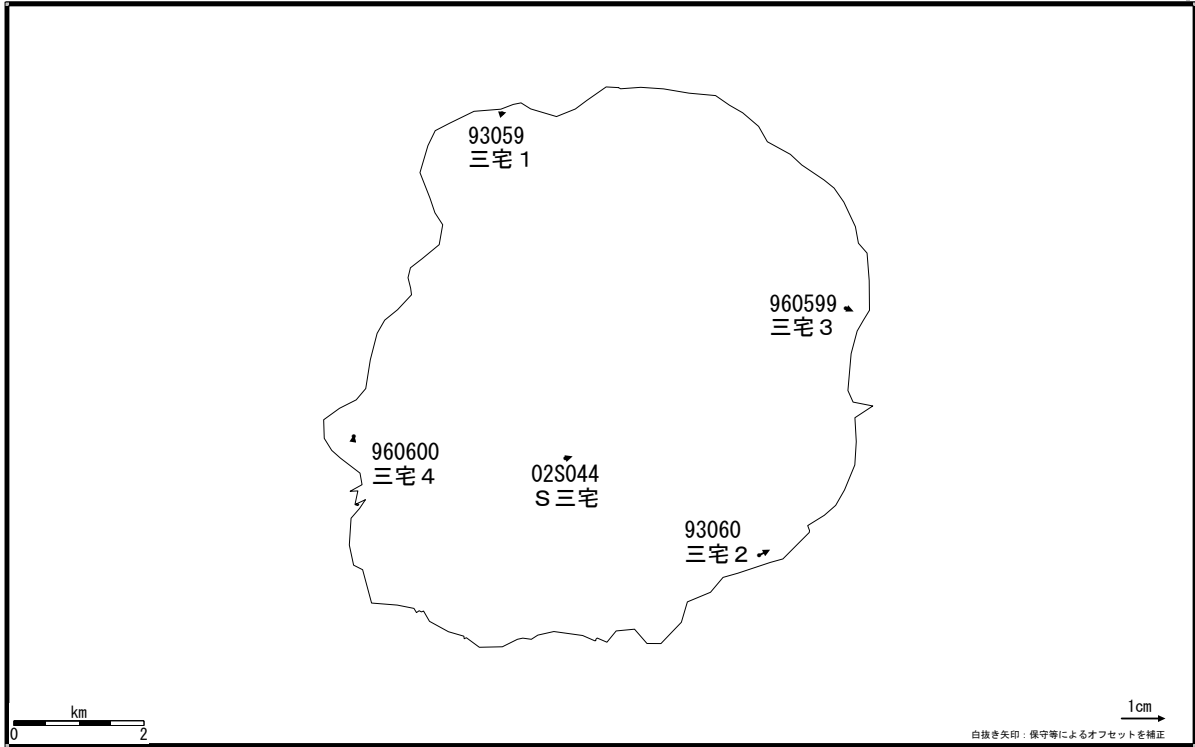 93059
三宅１
960599
三宅３
960600
三宅４
02S044
Ｓ三宅
93060
三宅２
km
0 2
1cm
白抜き矢印：保守等によるオフセットを補正